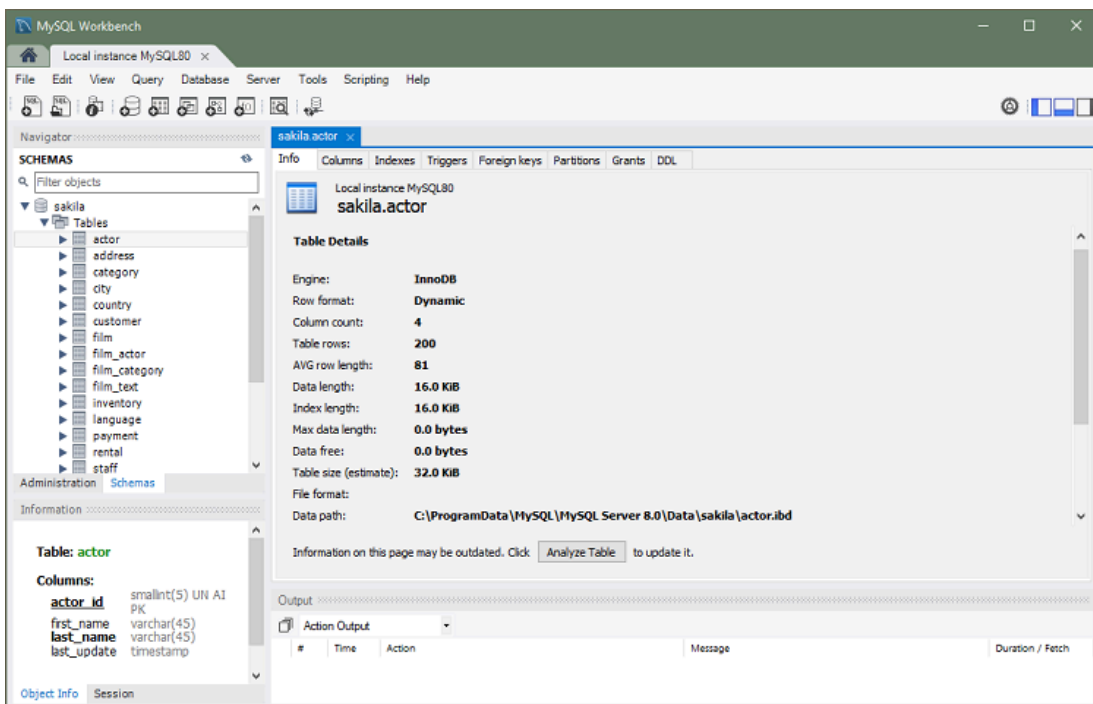 MySQL Workbench
Local instance MySQL80
File Edit View Query Database Server Tools Scripting Help
Navigator
SCHEMAS
Filter objects
sakila
Tables
actor
address
category
city
country
customer
film
film_actor
film_category
film_text
inventory
language
payment
rental
staff
Administration Schemas
Information
Table: actor
Columns:
actor_id smallint(5) UN AI PK
first_name varchar(45)
last_name varchar(45)
last_update timestamp
Object Info Session
sakila.actor
Info Columns Indexes Triggers Foreign keys Partitions Grants DDL
Local instance MySQL80
sakila.actor
Table Details
Engine: InnoDB
Row format: Dynamic
Column count: 4
Table rows: 200
AVG row length: 81
Data length: 16.0 KiB
Index length: 16.0 KiB
Max data length: 0.0 bytes
Data free: 0.0 bytes
Table size (estimate): 32.0 KiB
File format:
Data path: C:\ProgramData\MySQL\MySQL Server 8.0\Data\sakila\actor.ibd
Information on this page may be outdated. Click Analyze Table to update it.
Output
Action Output
# Time Action Message Duration / Fetch